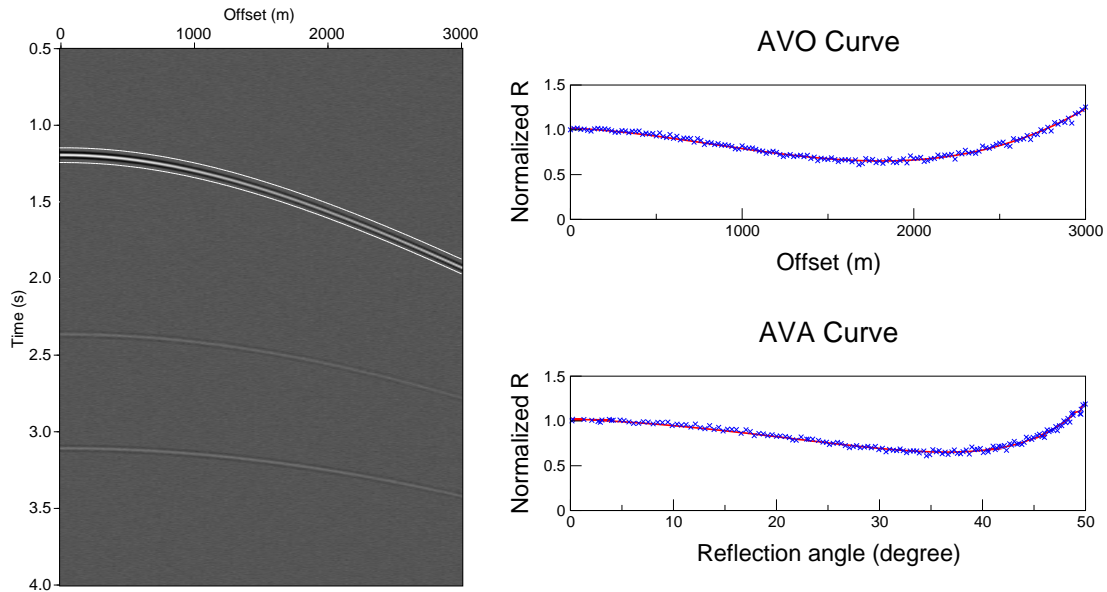 Offset (m)
0 1000 2000 3000
0.5
1.0
1.5
2.0
2.5
3.0
3.5
4.0
Time (s)
AVO Curve
Normalized R
1.5
1.0
0.5
0
0 1000 2000 3000
Offset (m)
AVA Curve
Normalized R
1.5
1.0
0.5
0
0 10 20 30 40 50
Reflection angle (degree)